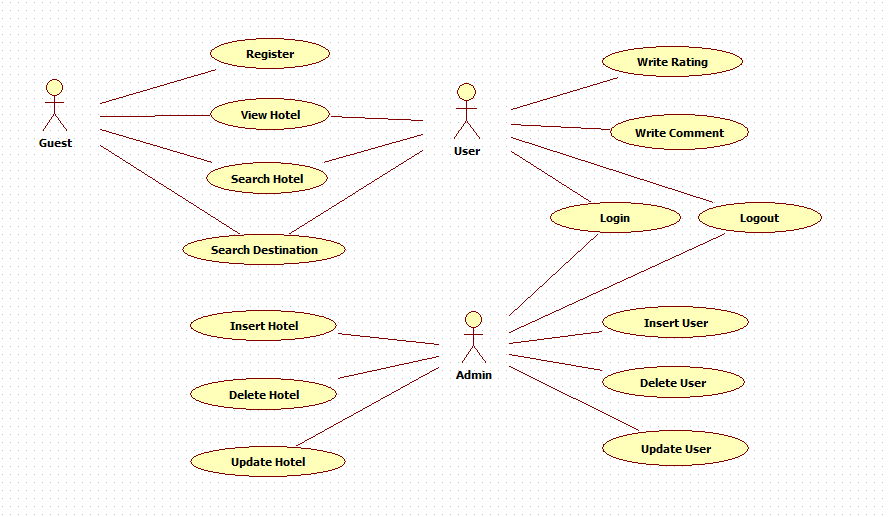 Register
Write Rating
View Hotel
Write Comment
Guest
User
Search Hotel
Login
Logout
Search Destination
Insert Hotel
Insert User
Admin
Delete User
Delete Hotel
Update User
Update Hotel